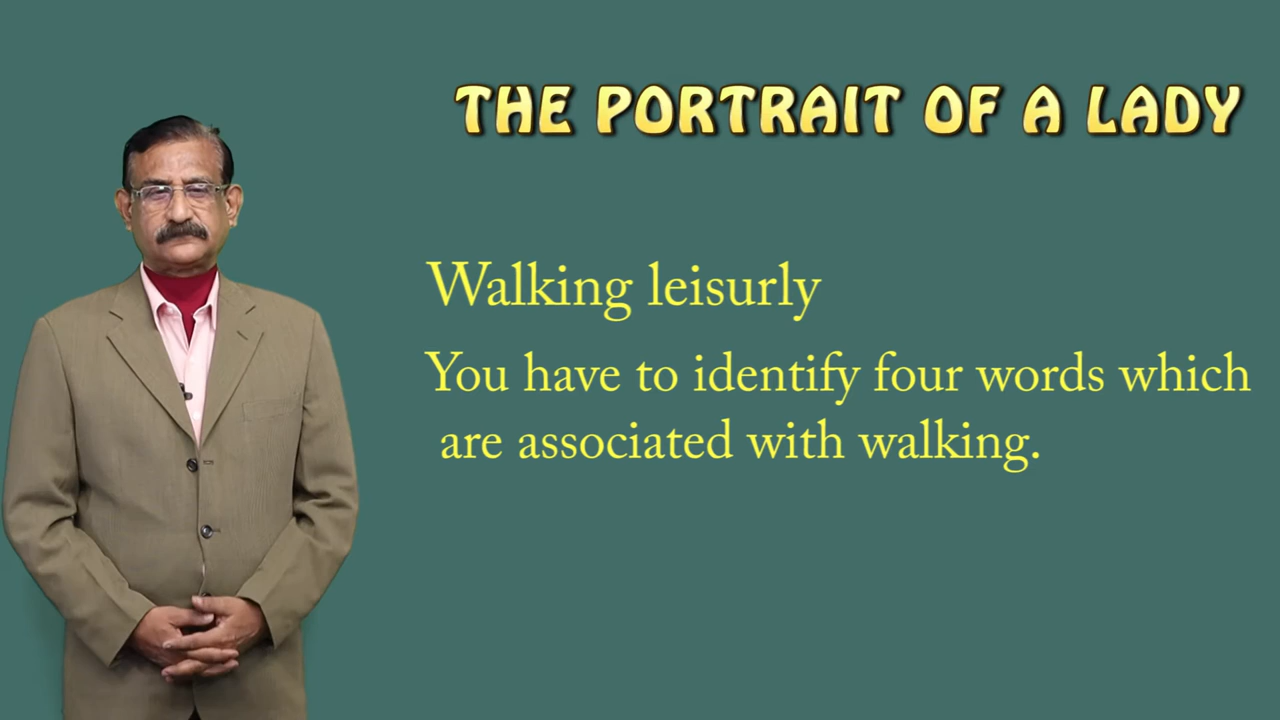 THE PORTRAIT OF A LADY
Walking leisurly
You have to identify four words which
are associated with walking.